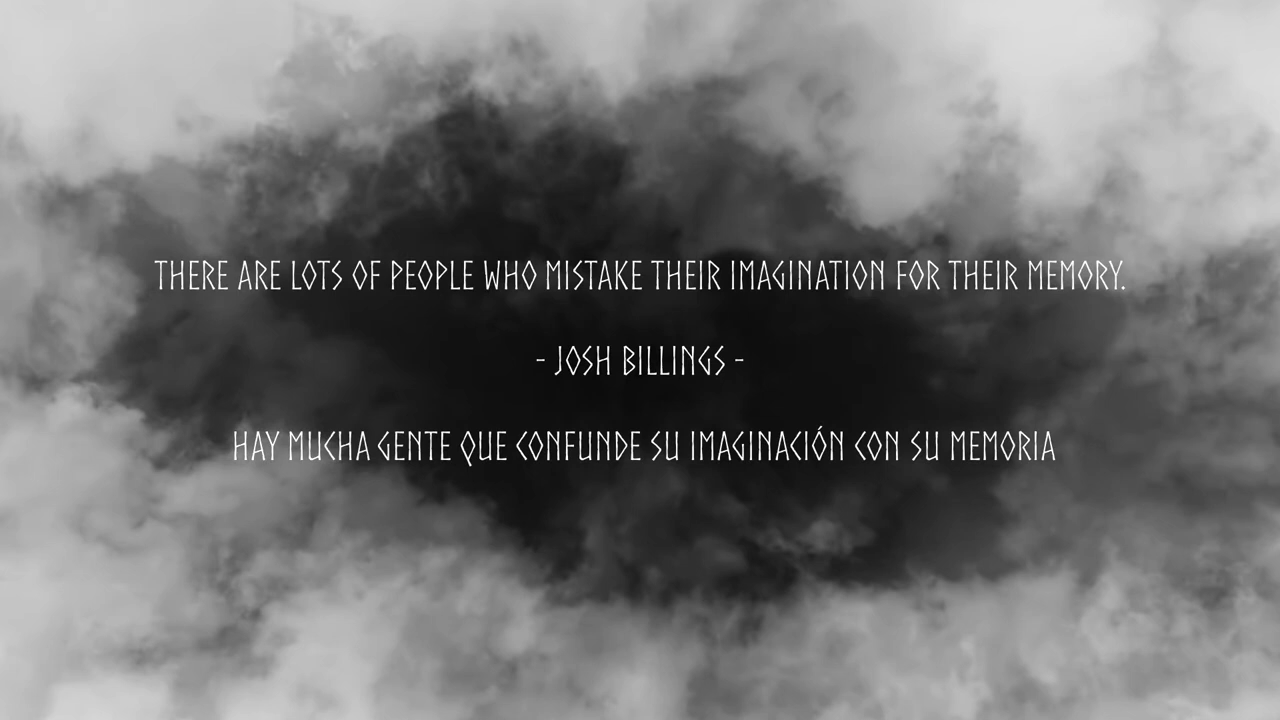 THERE ARE LOTS OF PEOPLE WHO MISTAKE THEIR IMAGINATION FOR THEIR MEMORY.
- JOSH BILLINGS -
HAY MUCHA GENTE QUE CONFUNDE SU IMAGINACIÓN CON SU MEMORIA